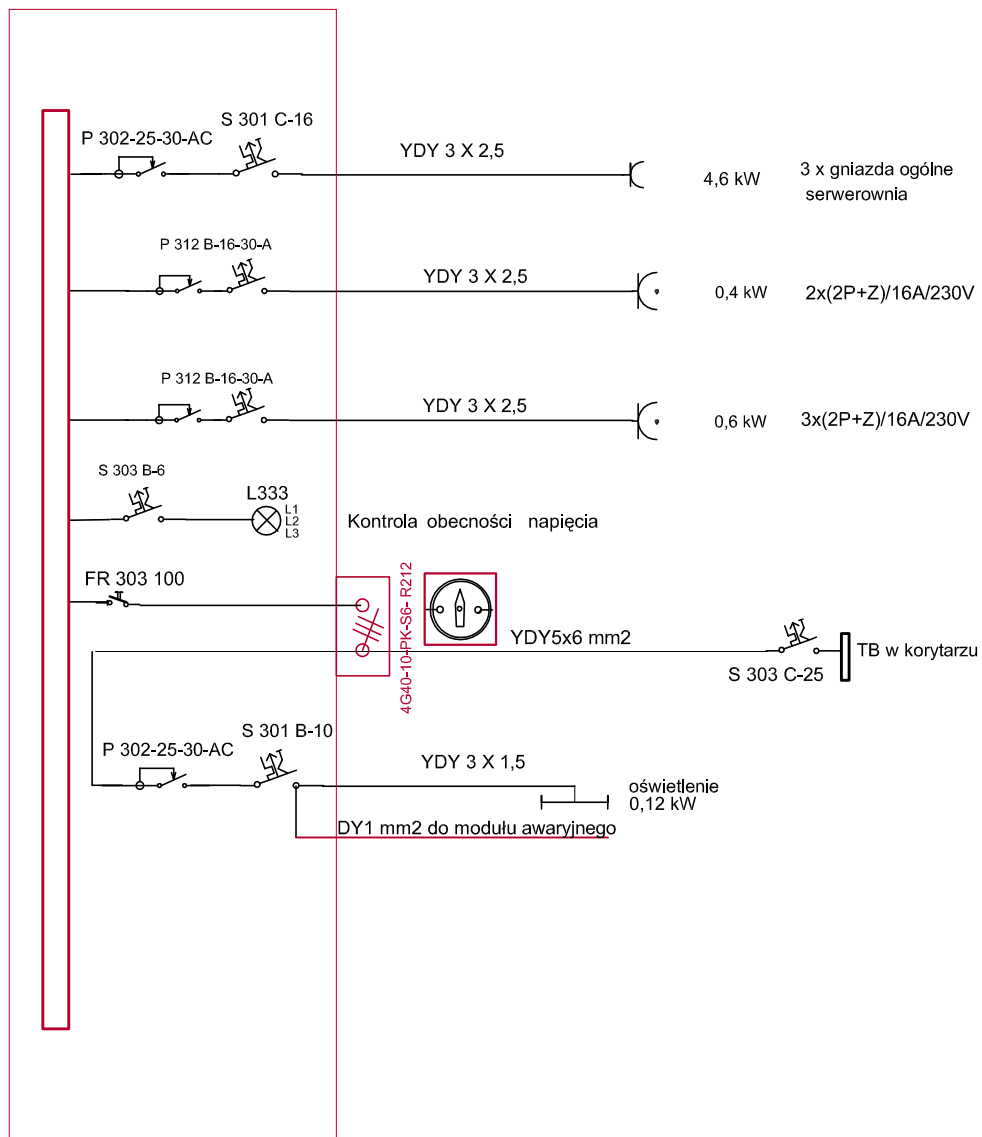 S 301 C-16
P 302-25-30-AC
YDY 3 X 2,5
4,6 kW
3 x gniazda ogólne
serwerownia
P 312 B-16-30-A
YDY 3 X 2,5
0,4 kW
2x(2P+Z)/16A/230V
P 312 B-16-30-A
YDY 3 X 2,5
0,6 kW
3x(2P+Z)/16A/230V
S 303 B-6
L333
L1
L2
L3
Kontrola obecności napięcia
FR 303 100
4G40-10-PK-S6- R212
YDY5x6 mm2
S 303 C-25
TB w korytarzu
S 301 B-10
P 302-25-30-AC
YDY 3 X 1,5
oświetlenie
0,12 kW
DY1 mm2 do modułu awaryjnego